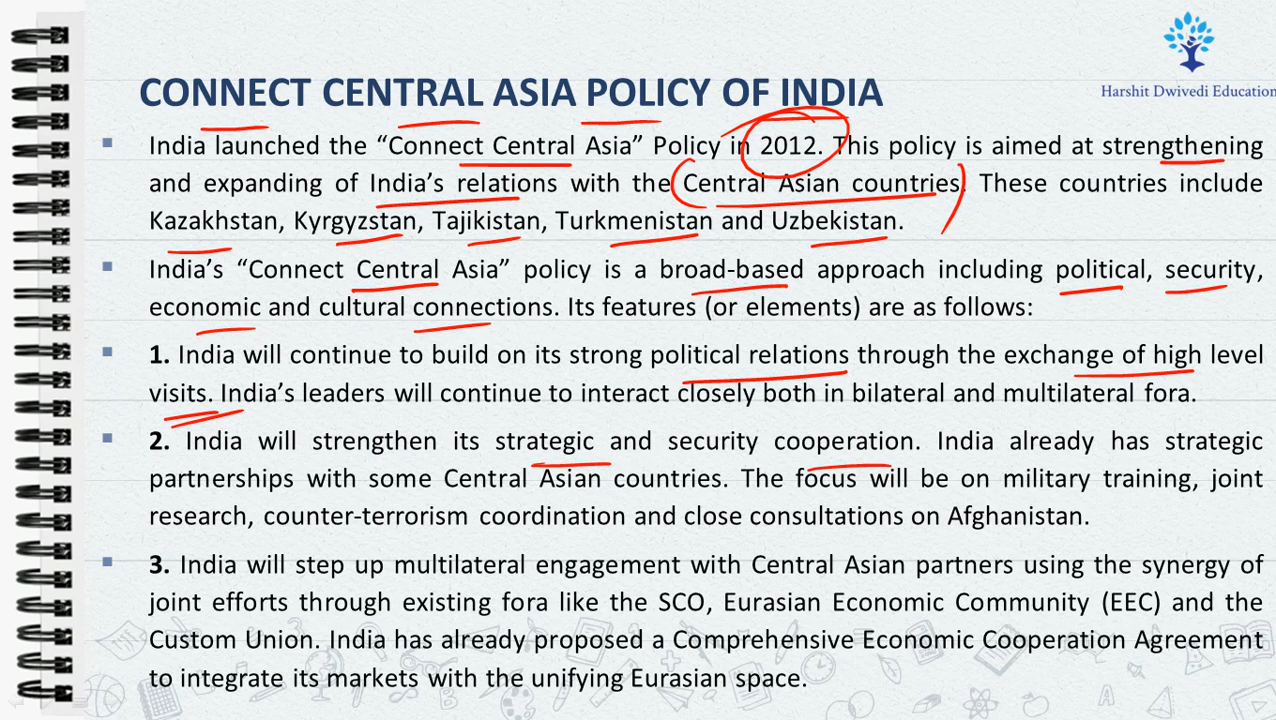 Harshit Dwivedi Education
CONNECT CENTRAL ASIA POLICY OF INDIA
India launched the “Connect Central Asia” Policy in 2012. This policy is aimed at strengthening
and expanding of India’s relations with the Central Asian countries. These countries include
Kazakhstan, Kyrgyzstan, Tajikistan, Turkmenistan and Uzbekistan.
India’s “Connect Central Asia” policy is a broad-based approach including political, security,
economic and cultural connections. Its features (or elements) are as follows:
1. India will continue to build on its strong political relations through the exchange of high level
visits. India’s leaders will continue to interact closely both in bilateral and multilateral fora.
2. India will strengthen its strategic and security cooperation. India already has strategic
partnerships with some Central Asian countries. The focus will be on military training, joint
research, counter-terrorism coordination and close consultations on Afghanistan.
3. India will step up multilateral engagement with Central Asian partners using the synergy of
joint efforts through existing fora like the SCO, Eurasian Economic Community (EEC) and the
Custom Union. India has already proposed a Comprehensive Economic Cooperation Agreement
to integrate its markets with the unifying Eurasian space.